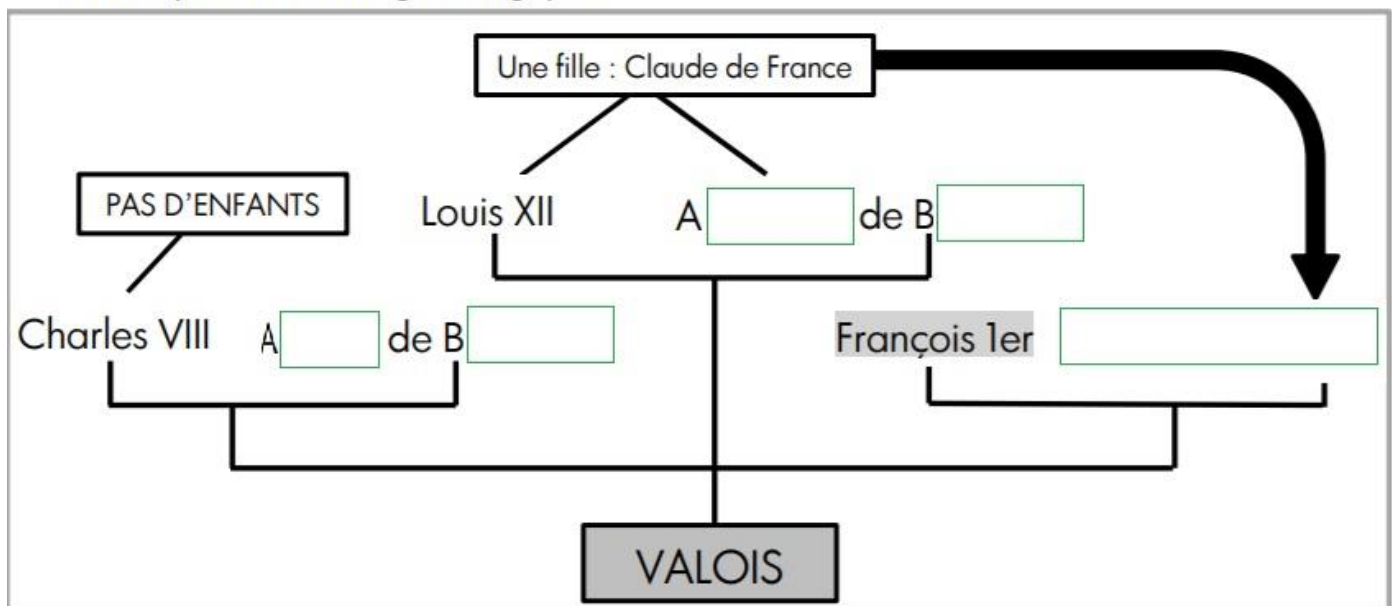 Une fille : Claude de France
PAS D'ENFANTS
Louis XII A de B
Charles VIII A de B
François 1er
VALOIS